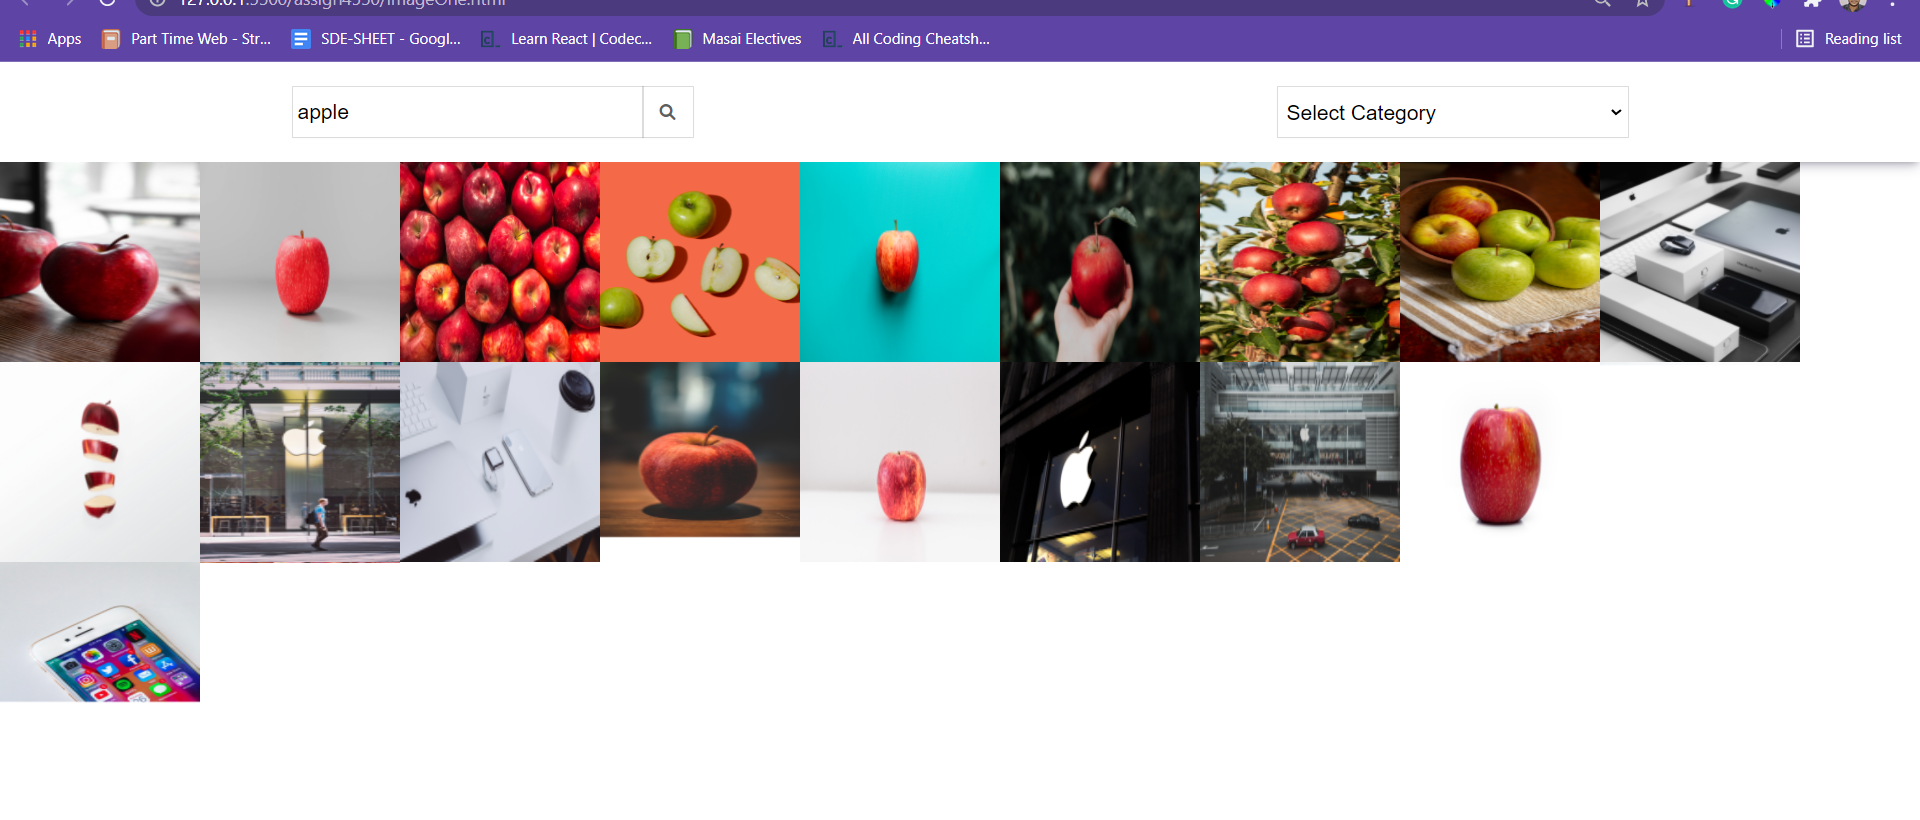 127.0.0.1:5500/assign4550/imageOne.html
Apps
Part Time Web - Str...
SDE-SHEET - Googl...
Learn React | Codec...
Masai Electives
All Coding Cheatsh...
Reading list
apple
Select Category